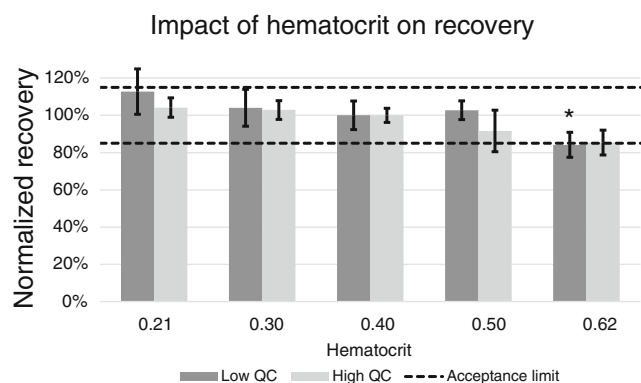 Impact of hematocrit on recovery
Normalized recovery
120%
100%
80%
60%
40%
20%
0%
*
0.21 0.30 0.40 0.50 0.62
Hematocrit
Low QC High QC Acceptance limit